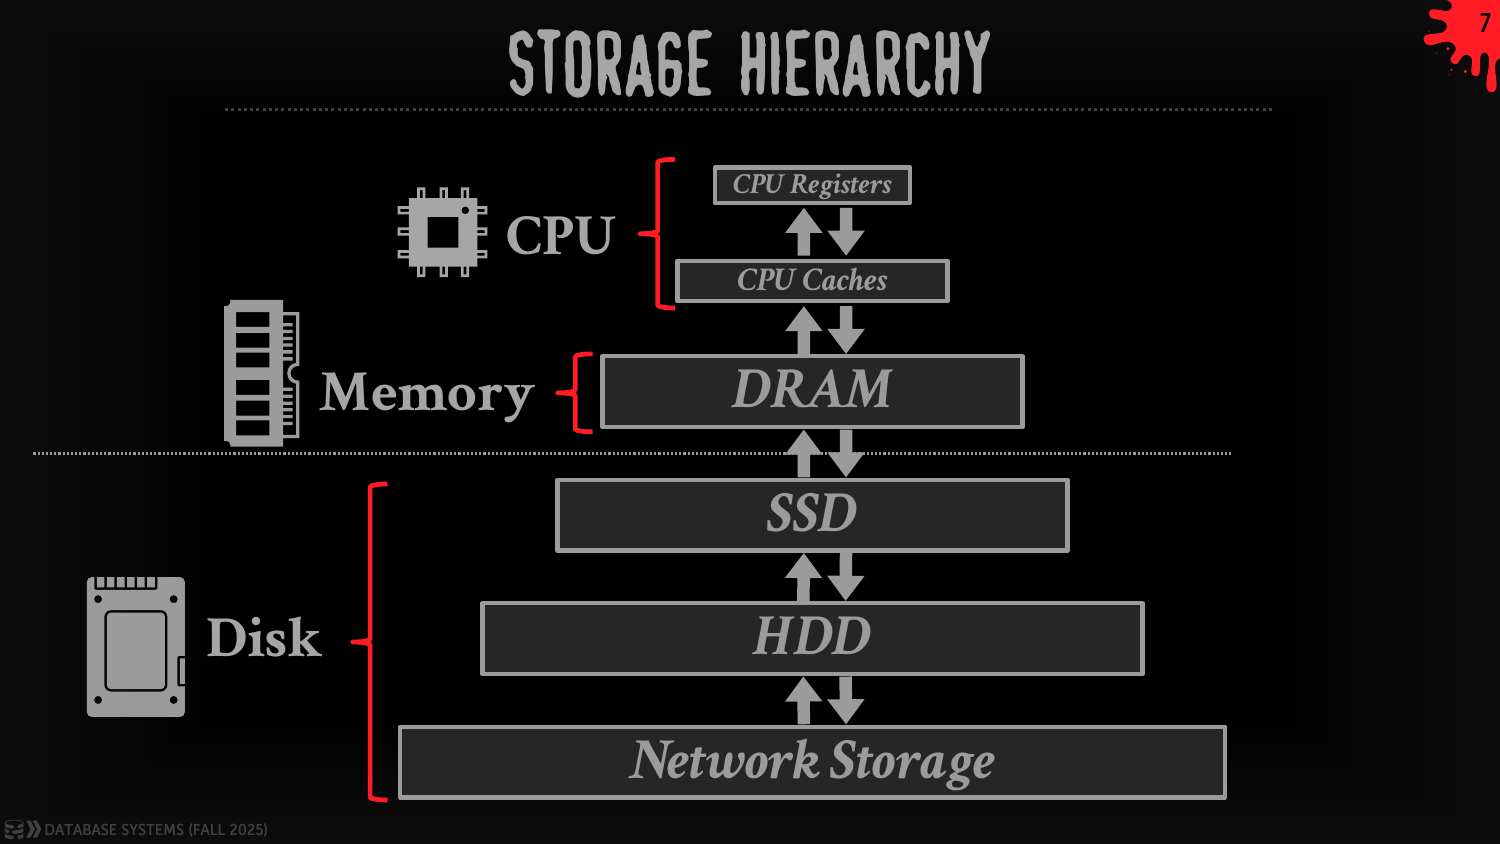 STORAGE HIERARCHY
7
CPU Registers
CPU
CPU Caches
Memory
DRAM
SSD
Disk
HDD
Network Storage
DATABASE SYSTEMS (FALL 2025)